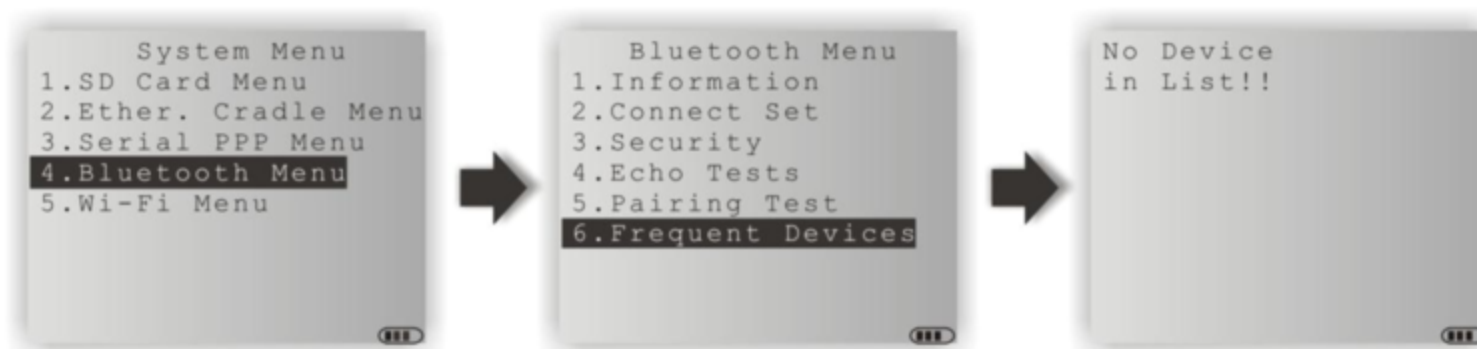 System Menu
1.SD Card Menu
2.Ether. Cradle Menu
3.Serial PPP Menu
4.Bluetooth Menu
5.Wi-Fi Menu
Bluetooth Menu
1.Information
2.Connect Set
3.Security
4.Echo Tests
5.Pairing Test
6.Frequent Devices
No Device
in List!!